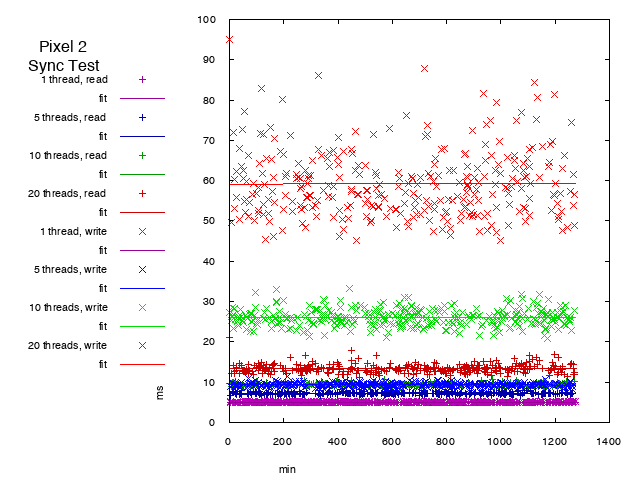 Pixel 2
Sync Test
1 thread, read
fit
5 threads, read
fit
10 threads, read
fit
20 threads, read
fit
1 thread, write
fit
5 threads, write
fit
10 threads, write
fit
20 threads, write
fit
100
90
80
70
60
50
40
30
20
10
0
ms
0 200 400 600 800 1000 1200 1400
min